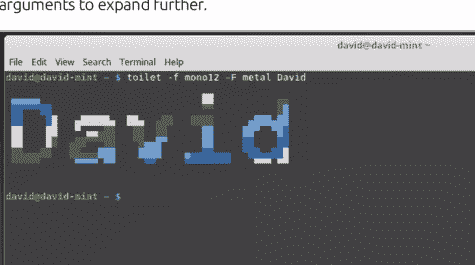 arguments to expand further.
david@david-mint ~
File Edit View Search Terminal Help
david@david-mint ~ $ toilet -f mono12 -F metal David
David
david@david-mint ~ $